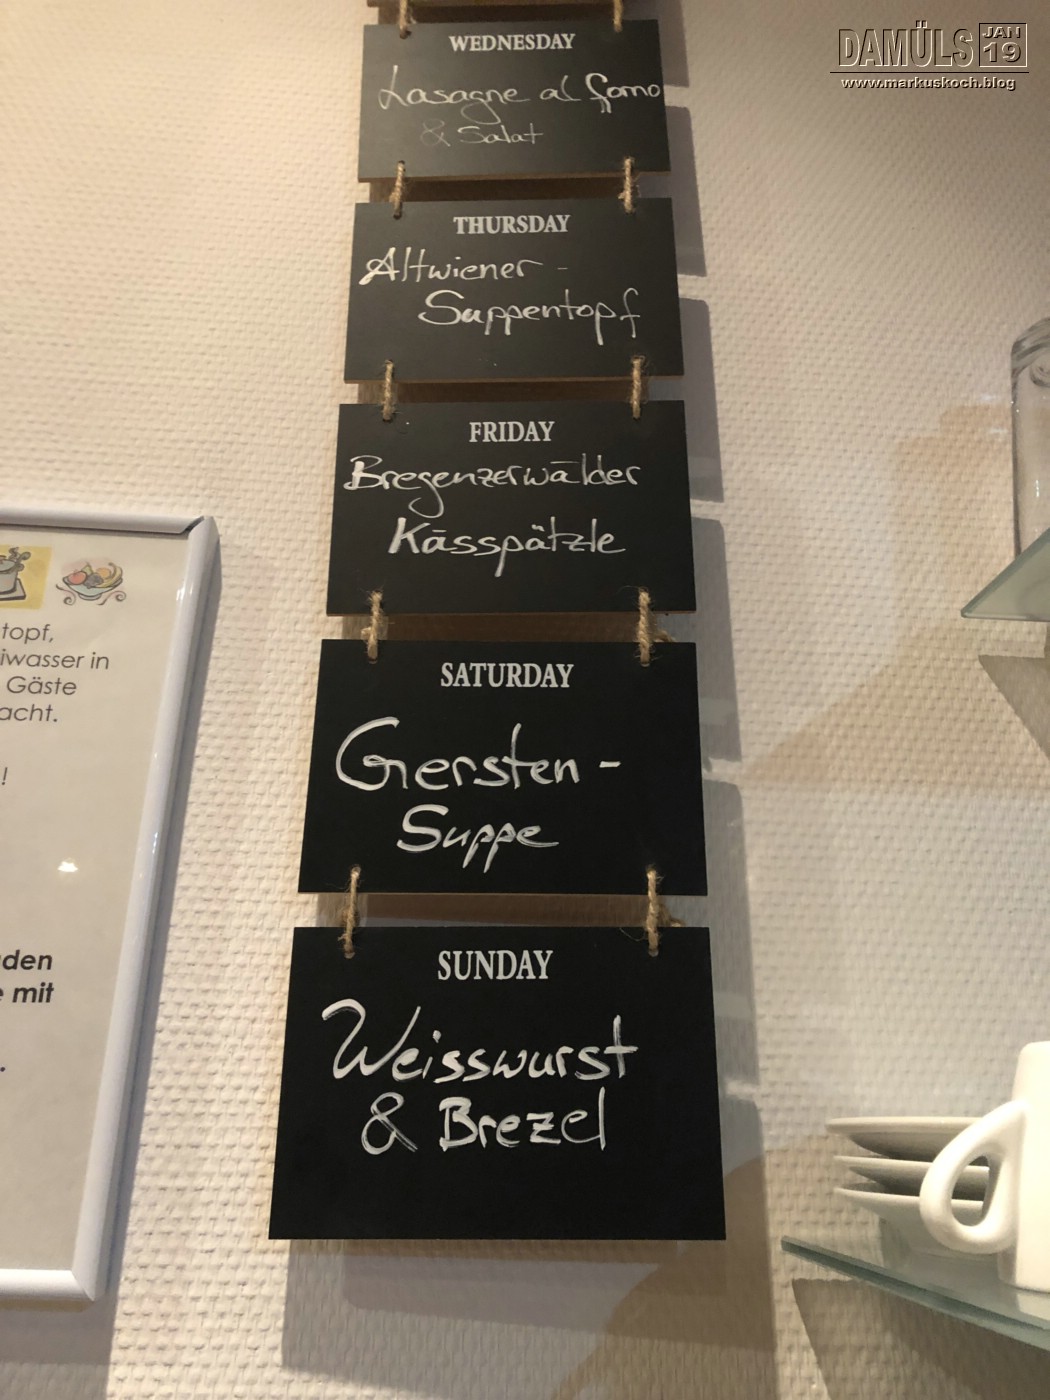 DAMÜLS JAN 19
www.markuskoch.blog
WEDNESDAY
Lasagne al forno
& Salat
THURSDAY
Altwiener -
Suppentopf
FRIDAY
Bregenzerwälder
Kässpätzle
SATURDAY
Gersten -
Suppe
SUNDAY
Weisswurst
& Brezel
topf,
iwasser in
Gäste
acht.
!
den
mit
.